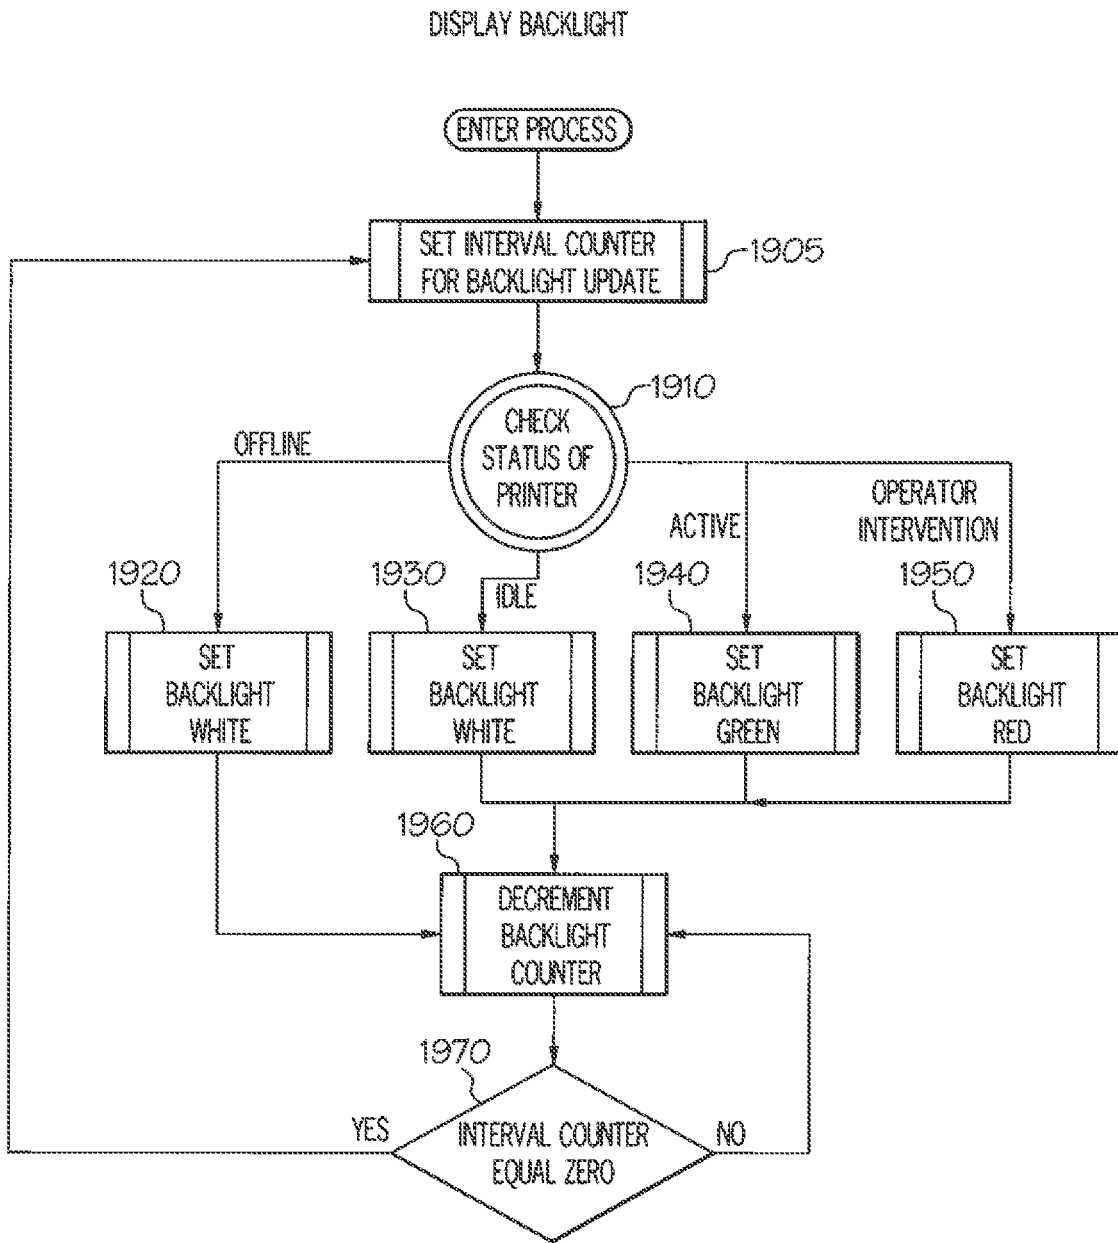 DISPLAY BACKLIGHT
ENTER PROCESS
SET INTERVAL COUNTER
FOR BACKLIGHT UPDATE
1905
1910
CHECK
STATUS OF
PRINTER
OFFLINE
IDLE
ACTIVE
OPERATOR
INTERVENTION
1920
SET
BACKLIGHT
WHITE
1930
SET
BACKLIGHT
WHITE
1940
SET
BACKLIGHT
GREEN
1950
SET
BACKLIGHT
RED
1960
DECREMENT
BACKLIGHT
COUNTER
1970
YES
INTERVAL COUNTER
EQUAL ZERO
NO